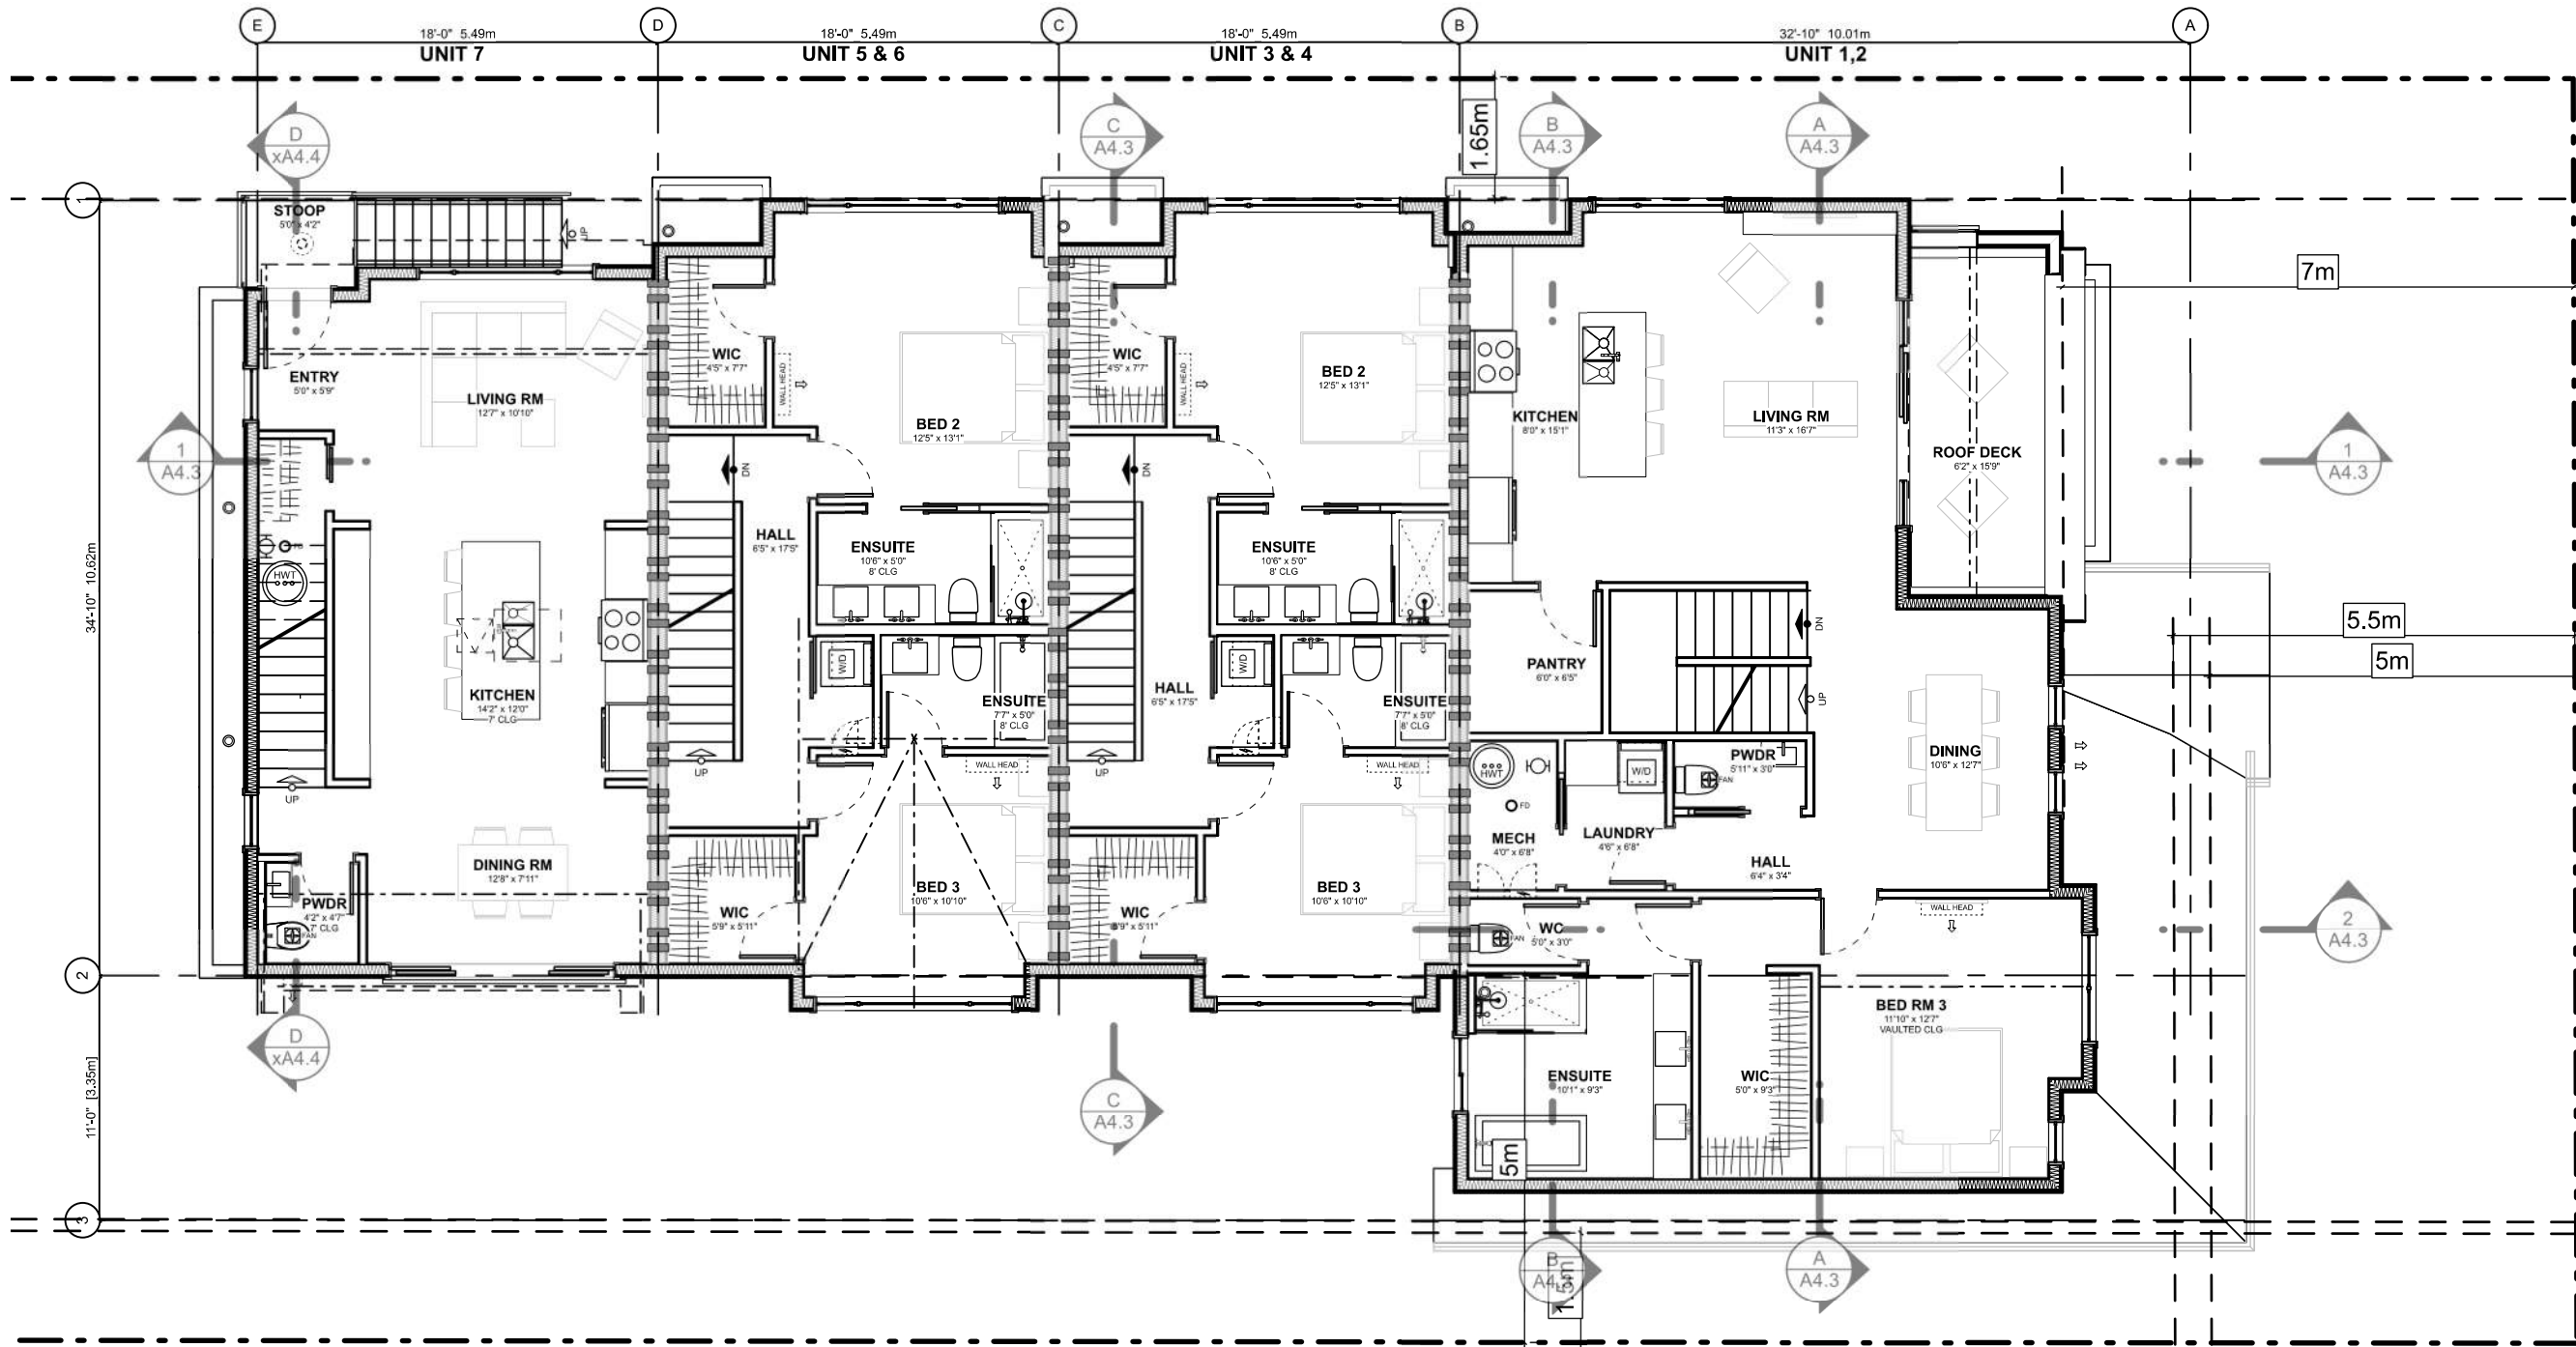 E
D
C
B
A
18'-0" 5.49m
18'-0" 5.49m
18'-0" 5.49m
32'-10" 10.01m
UNIT 7
UNIT 5 & 6
UNIT 3 & 4
UNIT 1,2
D
xA4.4
C
A4.3
1.65m
B
A4.3
A
A4.3
1
34'-10" 10.62m
2
11'-0" [3.35m]
3
1
A4.3
STOOP
5'0" x 4'2"
UP
ENTRY
5'0" x 5'9"
LIVING RM
12'7" x 10'10"
FD
HWT
KITCHEN
14'2" x 12'0"
7' CLG
UP
DINING RM
12'8" x 7'11"
PWDR
4'2" x 4'7"
7' CLG
FAN
D
xA4.4
WIC
4'5" x 7'7"
WALL HEAD
BED 2
12'5" x 13'1"
DN
HALL
6'5" x 17'5"
ENSUITE
10'6" x 5'0"
8' CLG
W/D
ENSUITE
7'7" x 5'0"
8' CLG
UP
WALL HEAD
BED 3
10'6" x 10'10"
WIC
5'9" x 5'11"
WIC
4'5" x 7'7"
WALL HEAD
BED 2
12'5" x 13'1"
DN
HALL
6'5" x 17'5"
ENSUITE
10'6" x 5'0"
8' CLG
W/D
ENSUITE
7'7" x 5'0"
8' CLG
UP
WALL HEAD
BED 3
10'6" x 10'10"
WIC
5'9" x 5'11"
C
A4.3
KITCHEN
8'0" x 15'1"
LIVING RM
11'3" x 16'7"
ROOF DECK
6'2" x 15'9"
PANTRY
6'0" x 6'5"
DN
UP
DINING
10'6" x 12'7"
HWT
FD
MECH
4'0" x 6'8"
W/D
LAUNDRY
4'6" x 6'8"
PWDR
5'11" x 3'0"
FAN
HALL
6'4" x 3'4"
WALL HEAD
WC
5'0" x 3'0"
FAN
ENSUITE
10'1" x 9'3"
WIC
5'0" x 9'3"
BED RM 3
11'10" x 12'7"
VAULTED CLG
5m
7m
1
A4.3
5.5m
5m
2
A4.3
B
A4.3
1.5m
A
A4.3